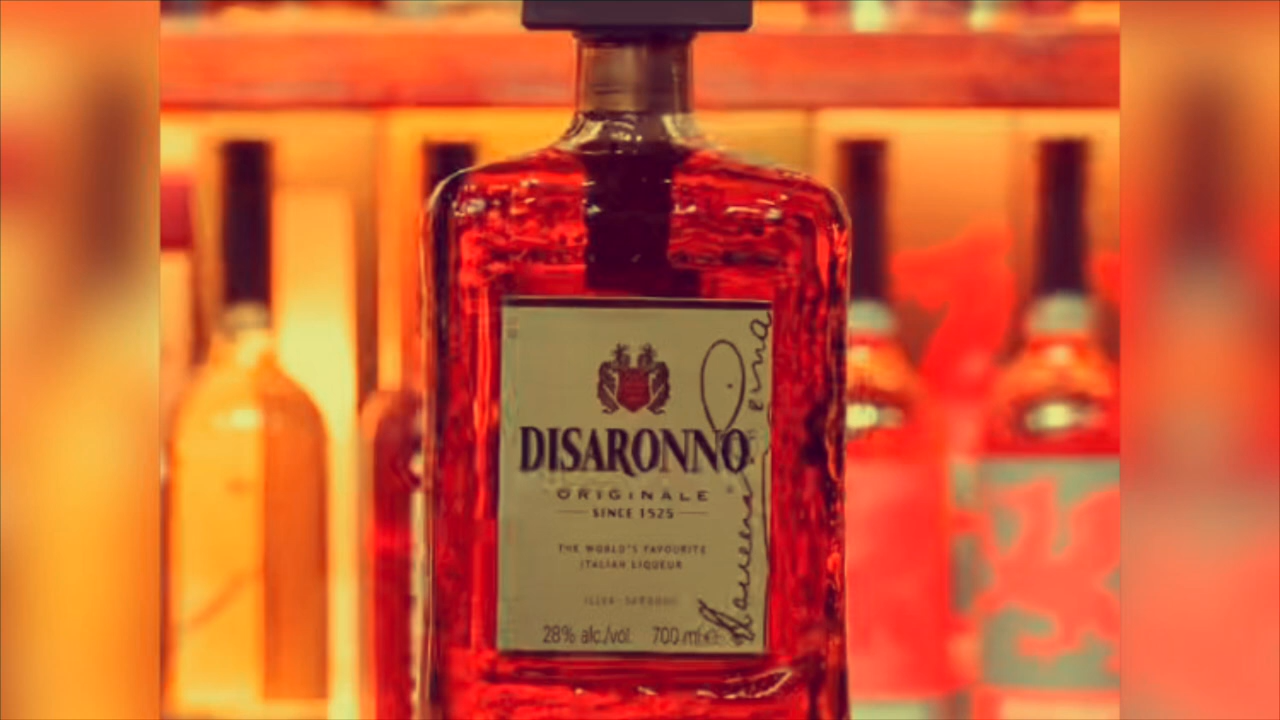 DISARONNO
ORIGINALE
SINCE 1525
THE WORLD'S FAVOURITE
ITALIAN LIQUEUR
28% alc./vol. 700 ml e